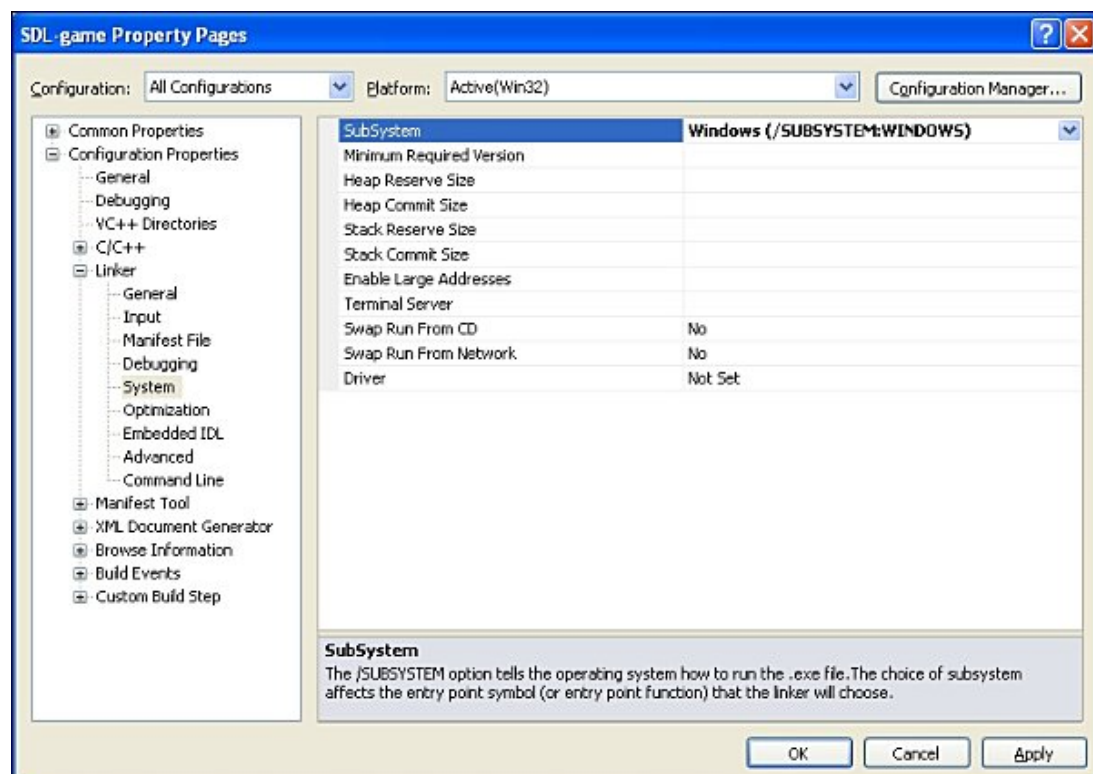 SDL-game Property Pages
Configuration: All Configurations Platform: Active(Win32) Configuration Manager...
Common Properties
Configuration Properties
General
Debugging
VC++ Directories
C/C++
Linker
General
Input
Manifest File
Debugging
System
Optimization
Embedded IDL
Advanced
Command Line
Manifest Tool
XML Document Generator
Browse Information
Build Events
Custom Build Step
SubSystem Windows (/SUBSYSTEM:WINDOWS)
Minimum Required Version
Heap Reserve Size
Heap Commit Size
Stack Reserve Size
Stack Commit Size
Enable Large Addresses
Terminal Server
Swap Run From CD No
Swap Run From Network No
Driver Not Set
SubSystem
The /SUBSYSTEM option tells the operating system how to run the .exe file.The choice of subsystem
affects the entry point symbol (or entry point function) that the linker will choose.
OK Cancel Apply